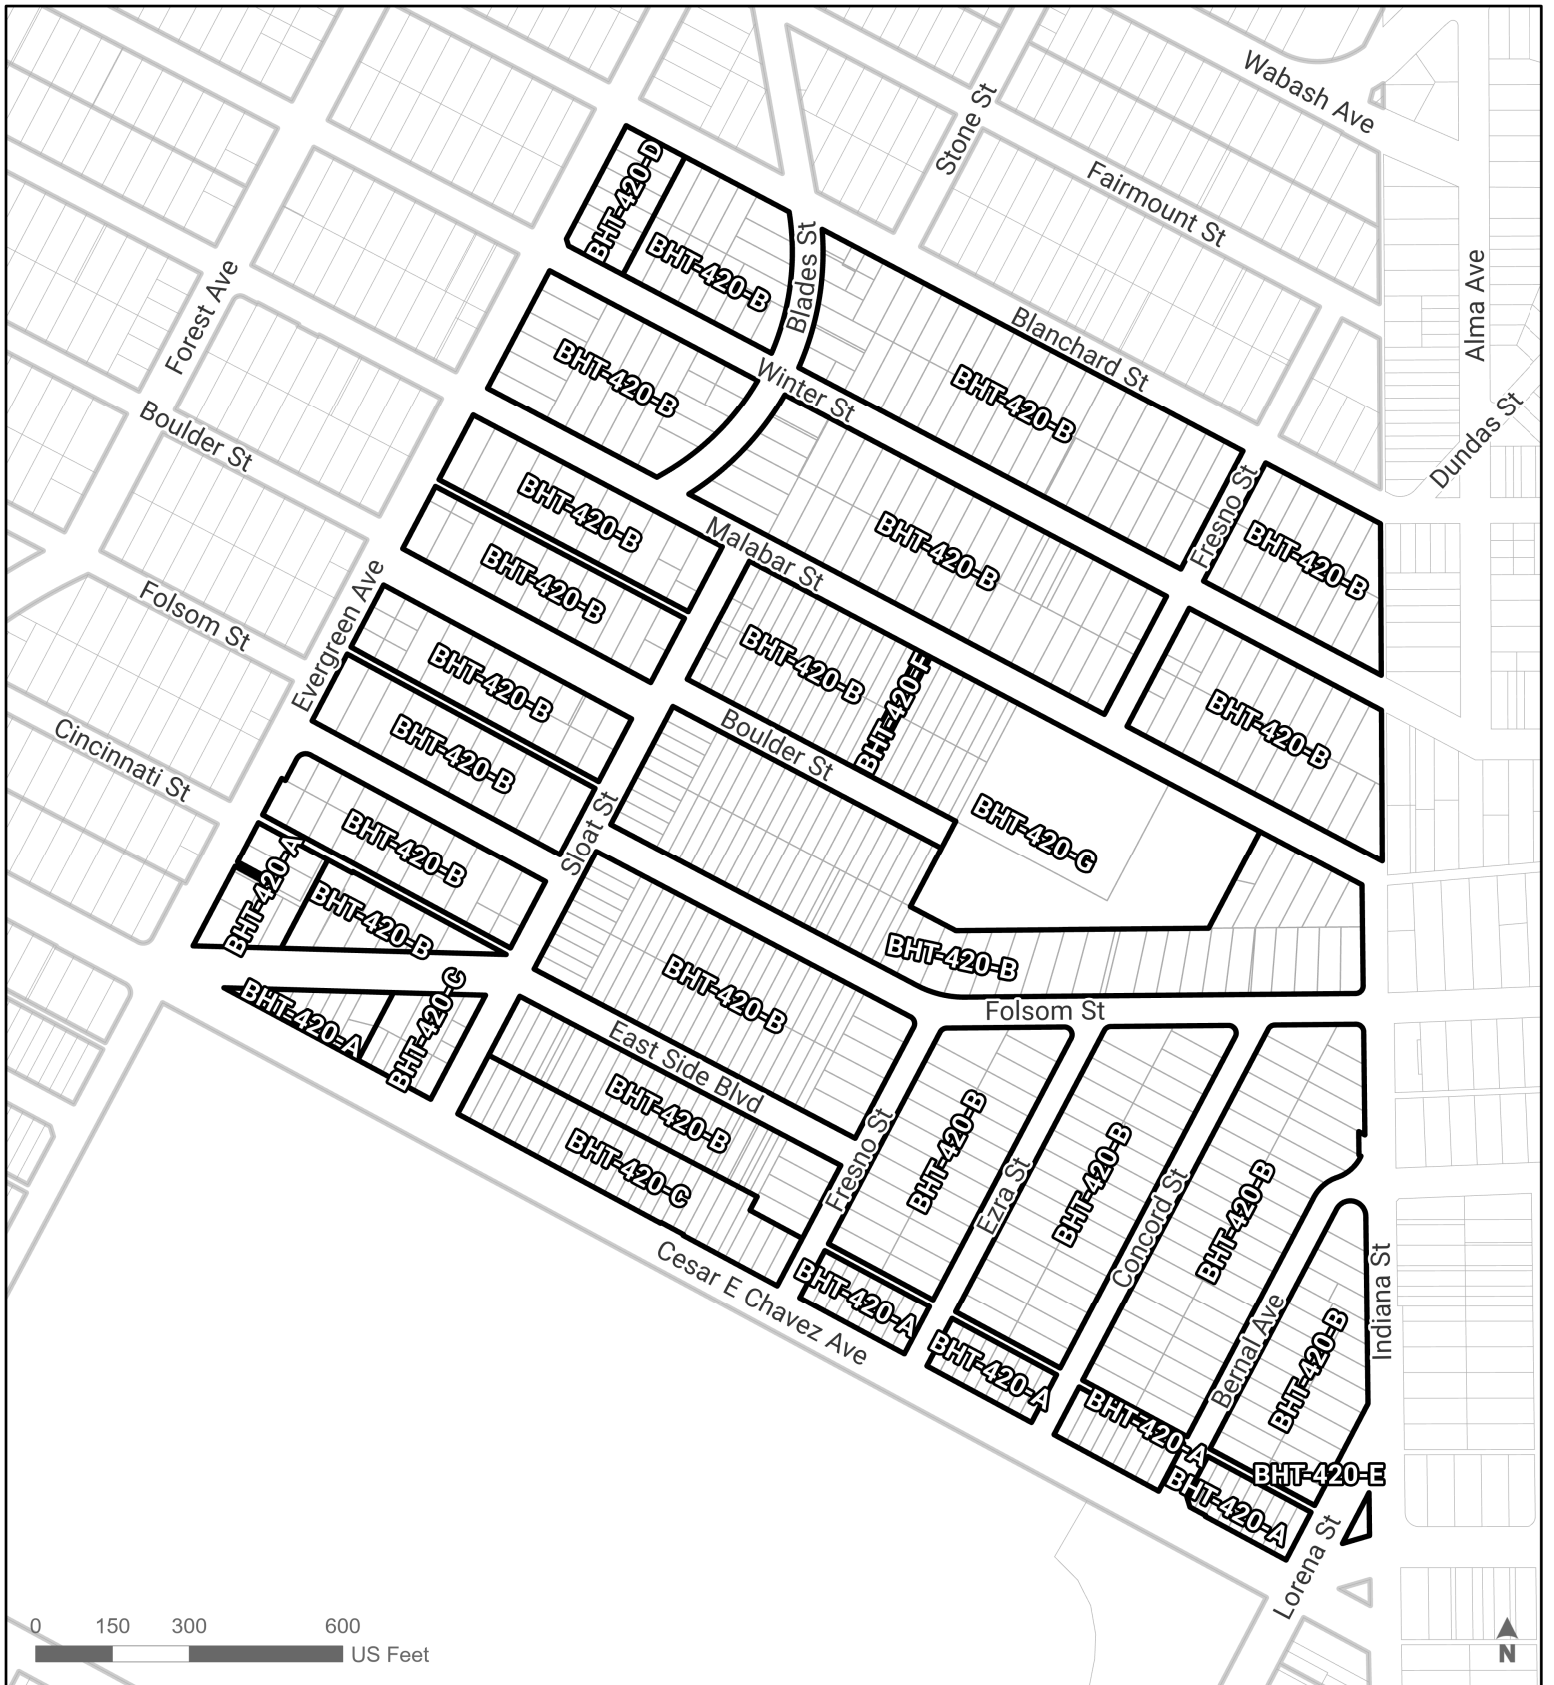 Wabash Ave
Stone St
BHT-420-D
Fairmount St
BHT-420-B
Blades St
Alma Ave
Forest Ave
Blanchard St
BHT-420-B
Winter St
BHT-420-B
Dundas St
Boulder St
BHT-420-B
Malabar St
BHT-420-B
Fresno St
BHT-420-B
BHT-420-B
Evergreen Ave
Folsom St
BHT-420-B
BHT-420-B
BHT-420-F
BHT-420-B
Boulder St
BHT-420-B
Cincinnati St
BHT-420-B
Sloat St
BHT-420-G
BHT-420-A
BHT-420-B
BHT-420-B
BHT-420-B
BHT-420-B
Folsom St
BHT-420-A
BHT-420-C
East Side Blvd
BHT-420-B
BHT-420-C
Fresno St
BHT-420-B
Ezra St
BHT-420-B
Concord St
BHT-420-B
Cesar E Chavez Ave
BHT-420-A
BHT-420-A
Bernal Ave
BHT-420-B
Indiana St
BHT-420-A
BHT-420-E
BHT-420-A
Lorena St
0 150 300 600
US Feet
N